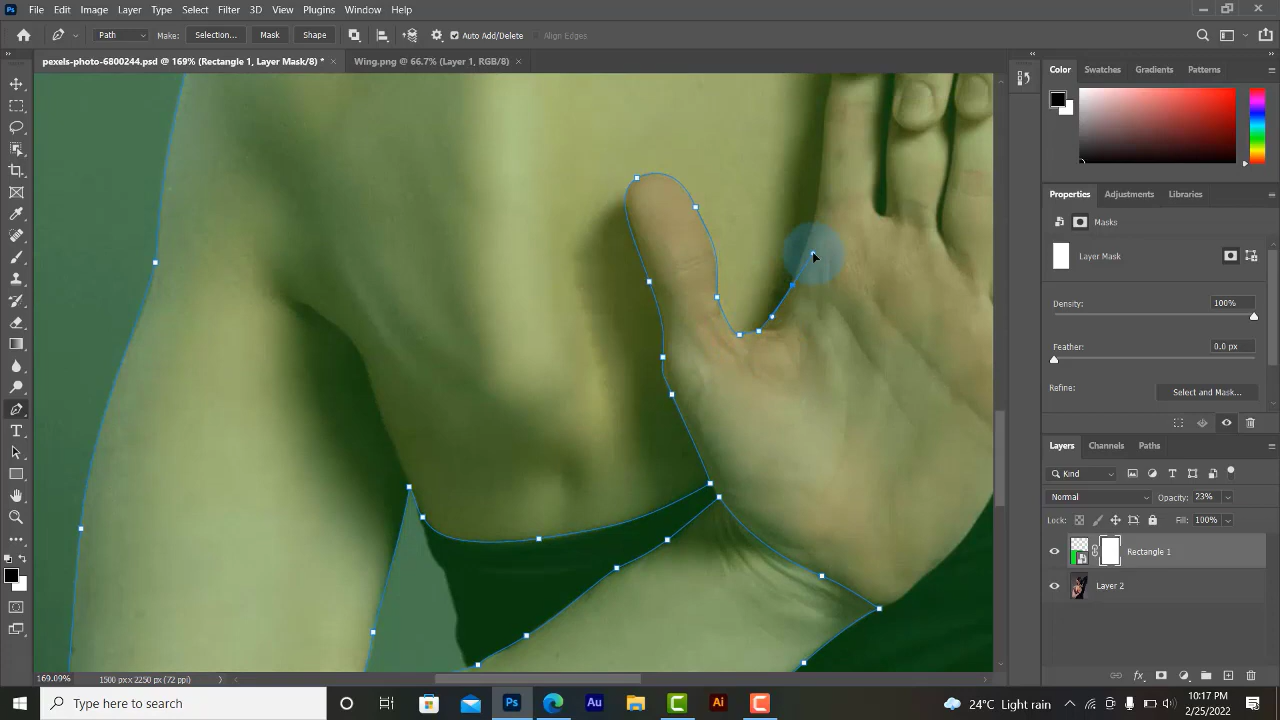 Ps File Edit Image Layer Type Select Filter 3D View Plugins Window Help
Path Make: Selection... Mask Shape Auto Add/Delete Align Edges
pexels-photo-6800244.psd @ 169% (Rectangle 1, Layer Mask/8) * × Wing.png @ 66.7% (Layer 1, RGB/8) ×
Color Swatches Gradients Patterns
Properties Adjustments Libraries
Masks
Layer Mask
Density: 100%
Feather: 0.0 px
Refine: Select and Mask...
Layers Channels Paths
Kind
Normal Opacity: 23%
Lock: Fill: 100%
Rectangle 1
Layer 2
fx
169.09% 1500 px x 2250 px (72 ppi)
Type here to search
Ps Au Ai
24°C Light rain
10:17 PM
2/25/2022